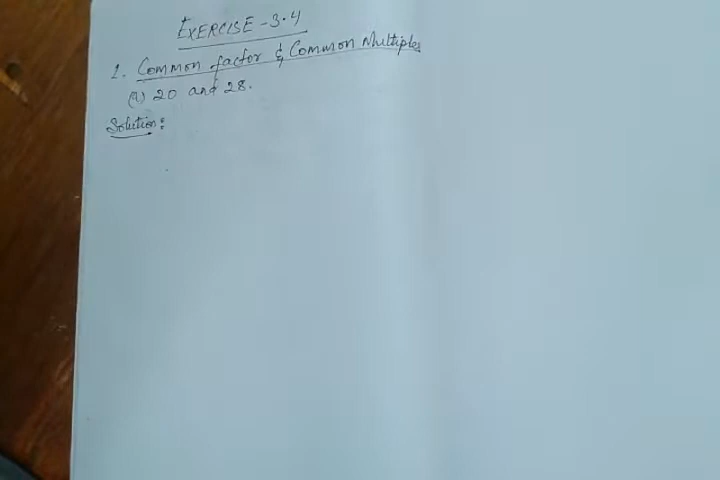 EXERCISE - 3.4
1. Common factor & Common Multiples
(a) 20 and 28.
Solution: